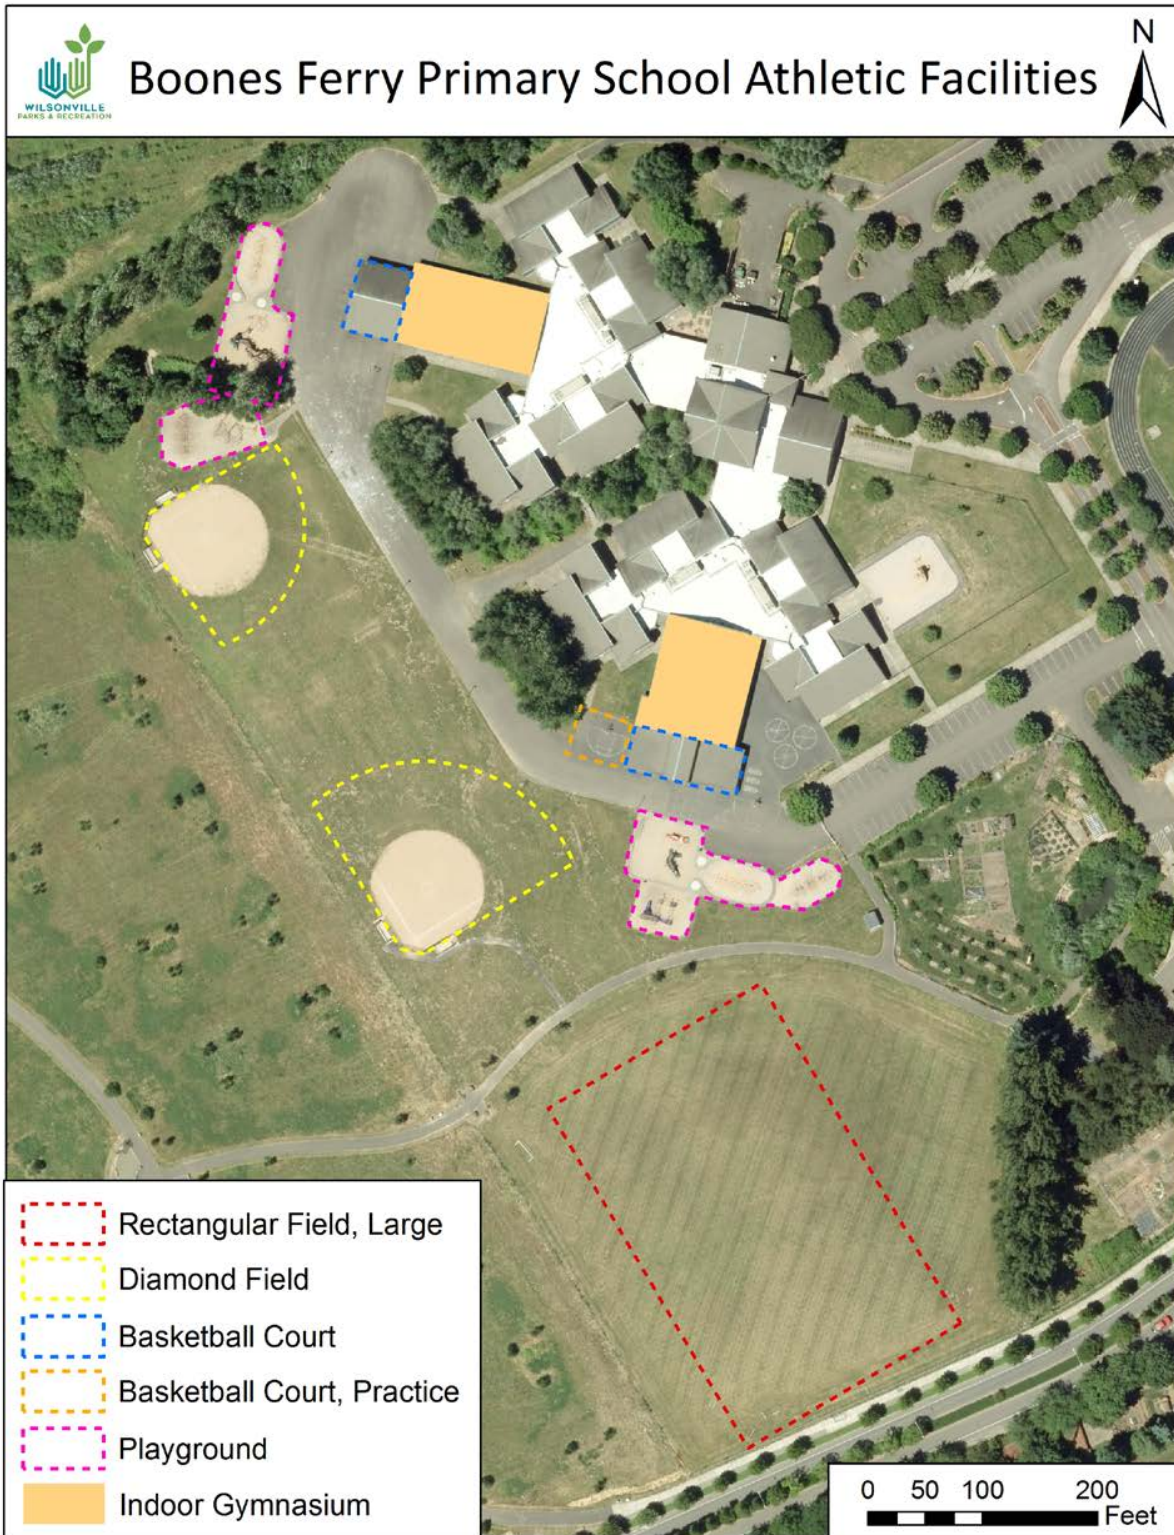 WILSONVILLE
PARKS & RECREATION
Boones Ferry Primary School Athletic Facilities
N
Rectangular Field, Large
Diamond Field
Basketball Court
Basketball Court, Practice
Playground
Indoor Gymnasium
0 50 100 200
Feet